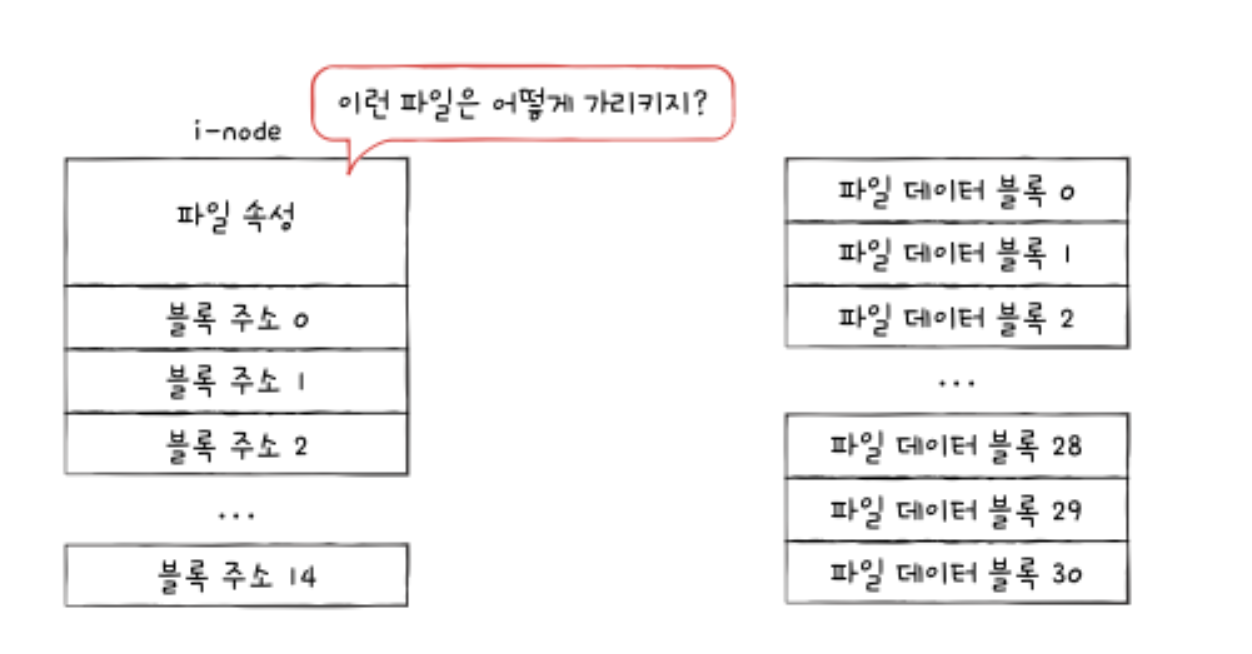 이런 파일은 어떻게 가리키지?
i-node
파일 속성
블록 주소 0
블록 주소 1
블록 주소 2
...
블록 주소 14
파일 데이터 블록 0
파일 데이터 블록 1
파일 데이터 블록 2
...
파일 데이터 블록 28
파일 데이터 블록 29
파일 데이터 블록 30